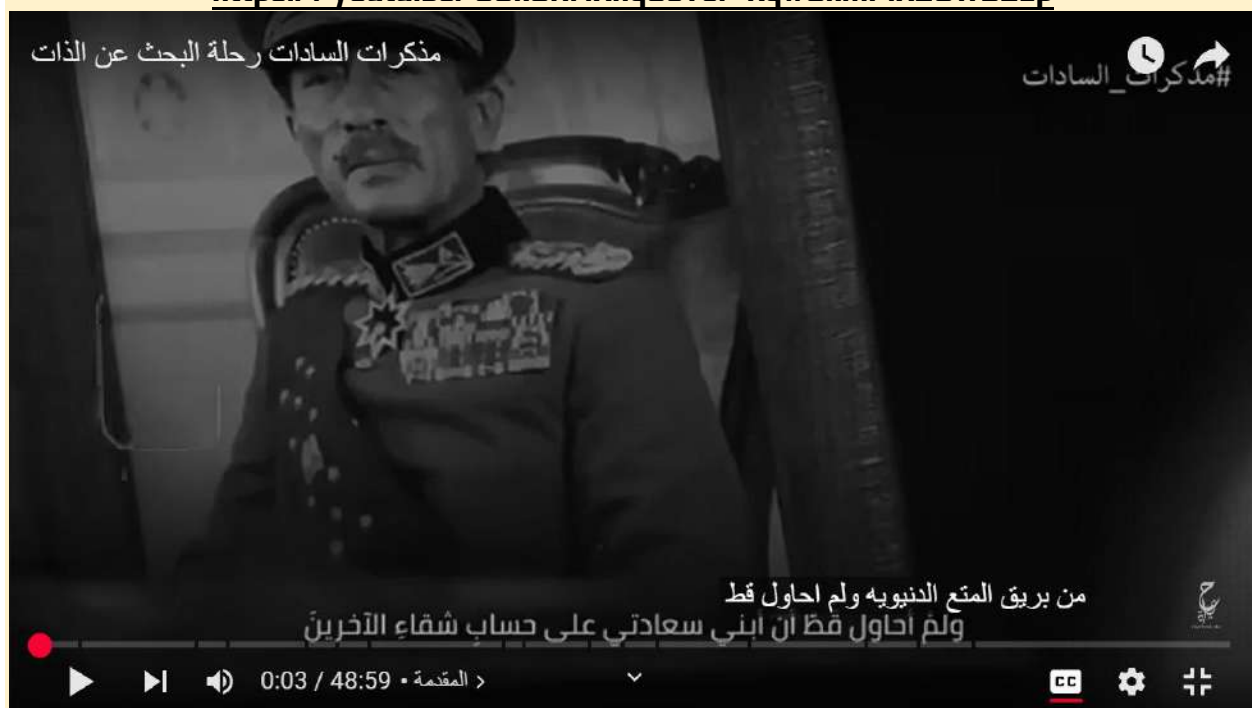 مذكرات السادات رحلة البحث عن الذات
#مذكرات_السادات
من بريق المتع الدنيويه ولم احاول قط
ولمْ أحاول قطّ أن أبني سعادتي على حسابِ شقاءِ الآخرينَ
0:03 / 48:59 • المقدمة >
CC